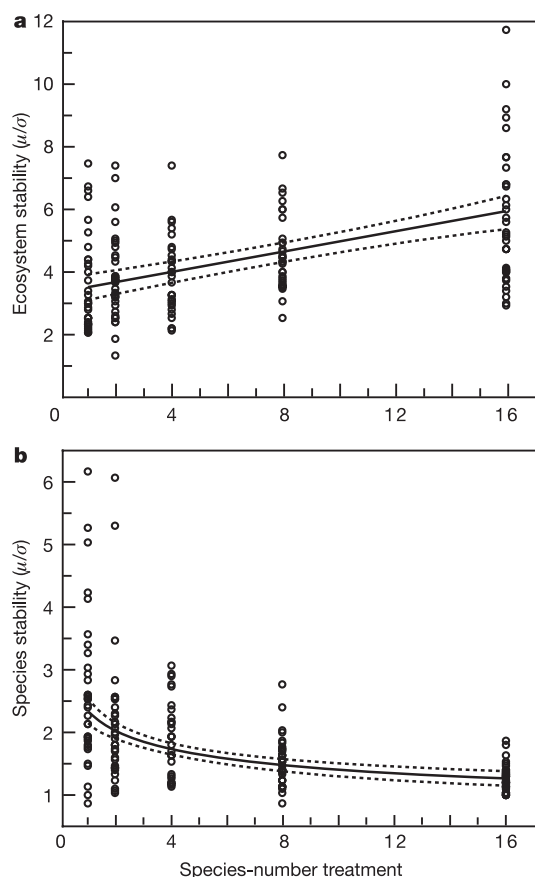 a
12
10
8
6
4
2
Ecosystem stability (μ/σ)
0 4 8 12 16
b
6
5
4
3
2
1
Species stability (μ/σ)
0 4 8 12 16
Species-number treatment